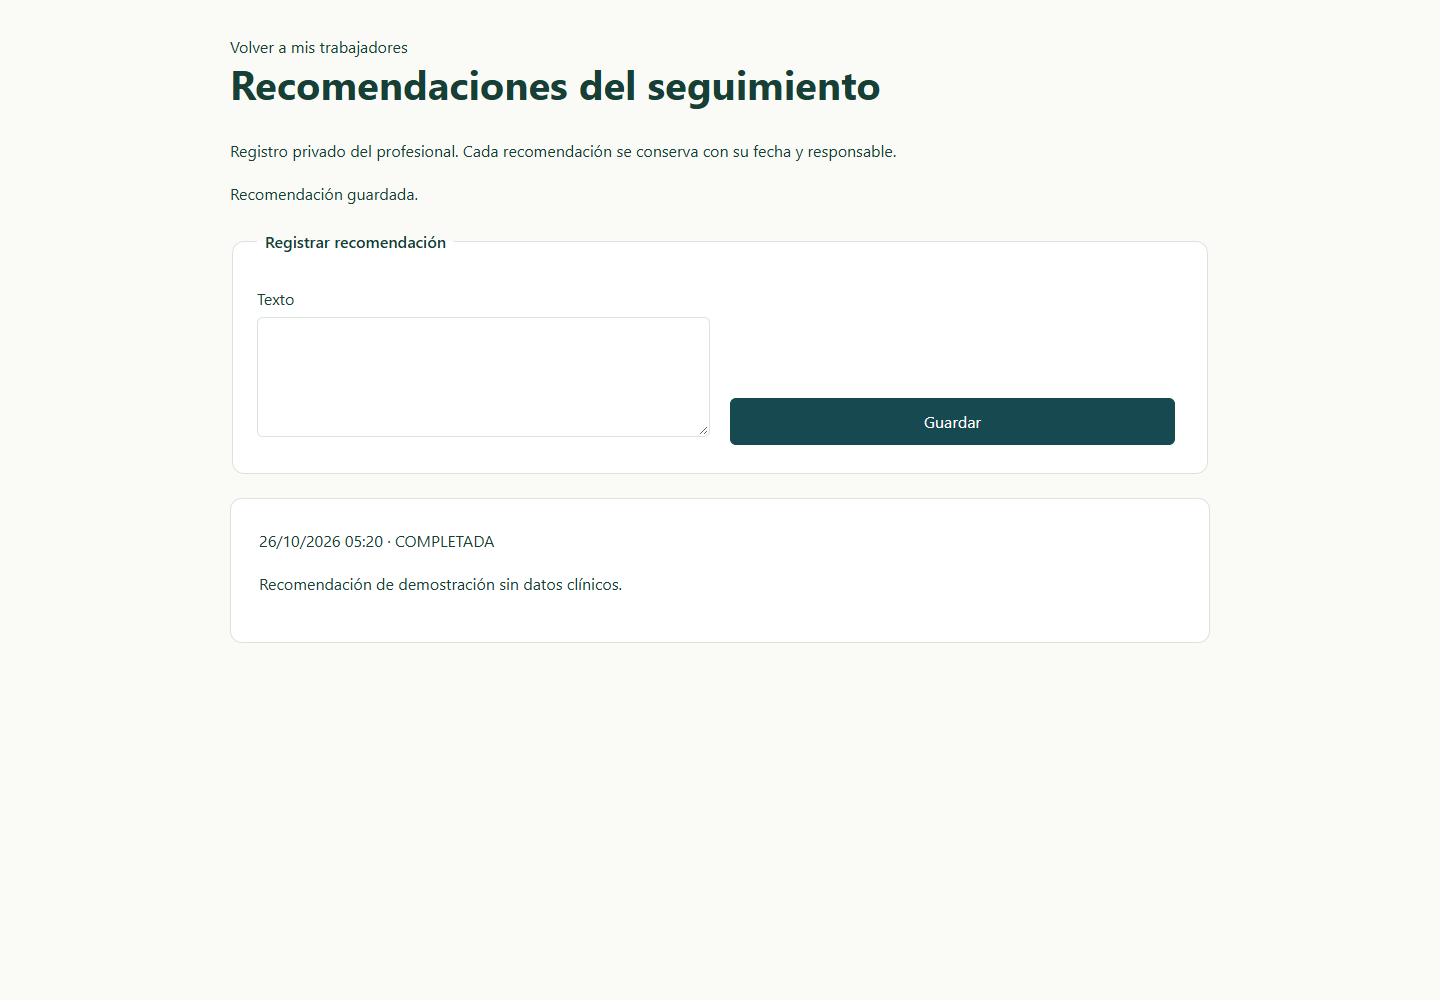 Volver a mis trabajadores
Recomendaciones del seguimiento
Registro privado del profesional. Cada recomendación se conserva con su fecha y responsable.
Recomendación guardada.
Registrar recomendación
Texto
Guardar
26/10/2026 05:20 · COMPLETADA
Recomendación de demostración sin datos clínicos.